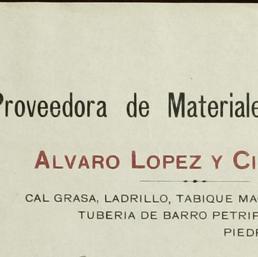 Proveedora de Materiale
ALVARO LOPEZ Y CI
CAL GRASA, LADRILLO, TABIQUE MA
TUBERIA DE BARRO PETRIF
PIEDR